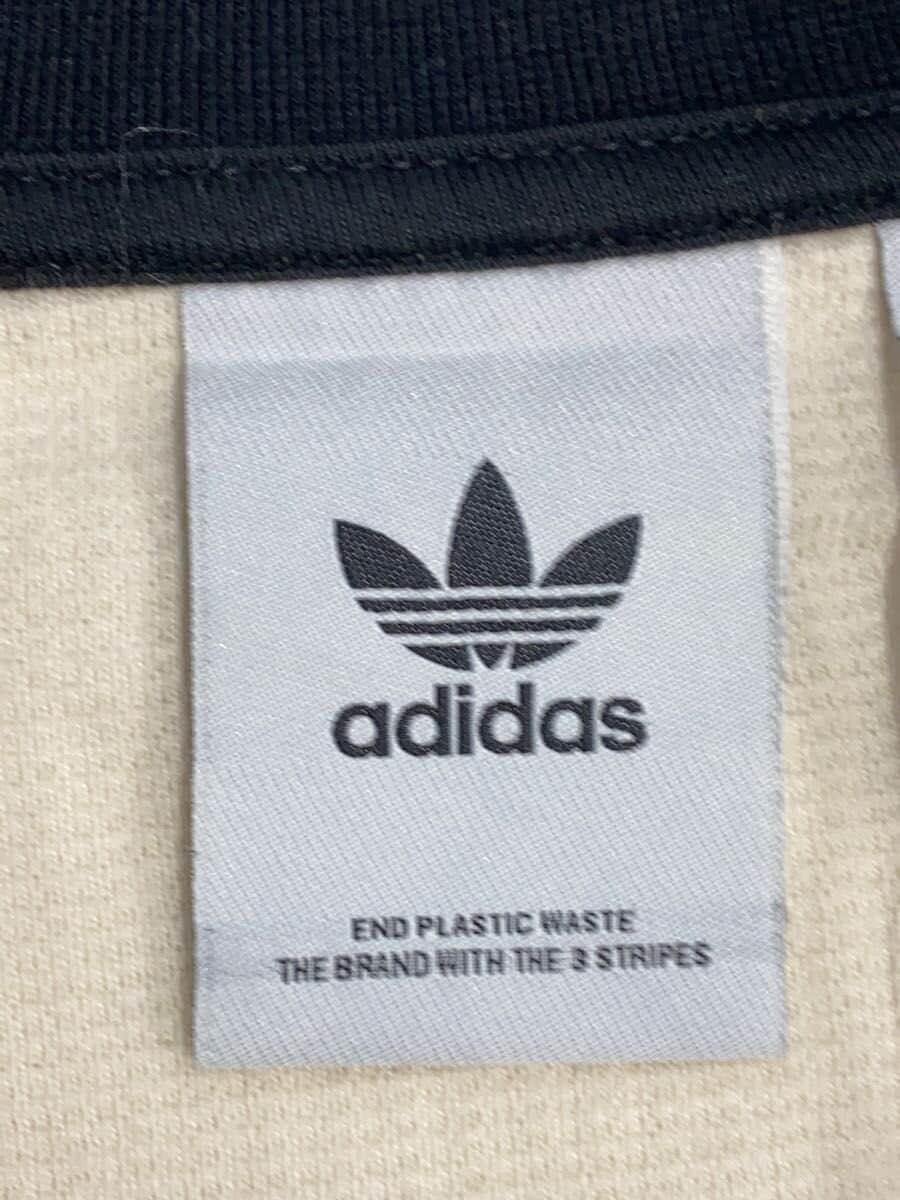 adidas
END PLASTIC WASTE
THE BRAND WITH THE 3 STRIPES